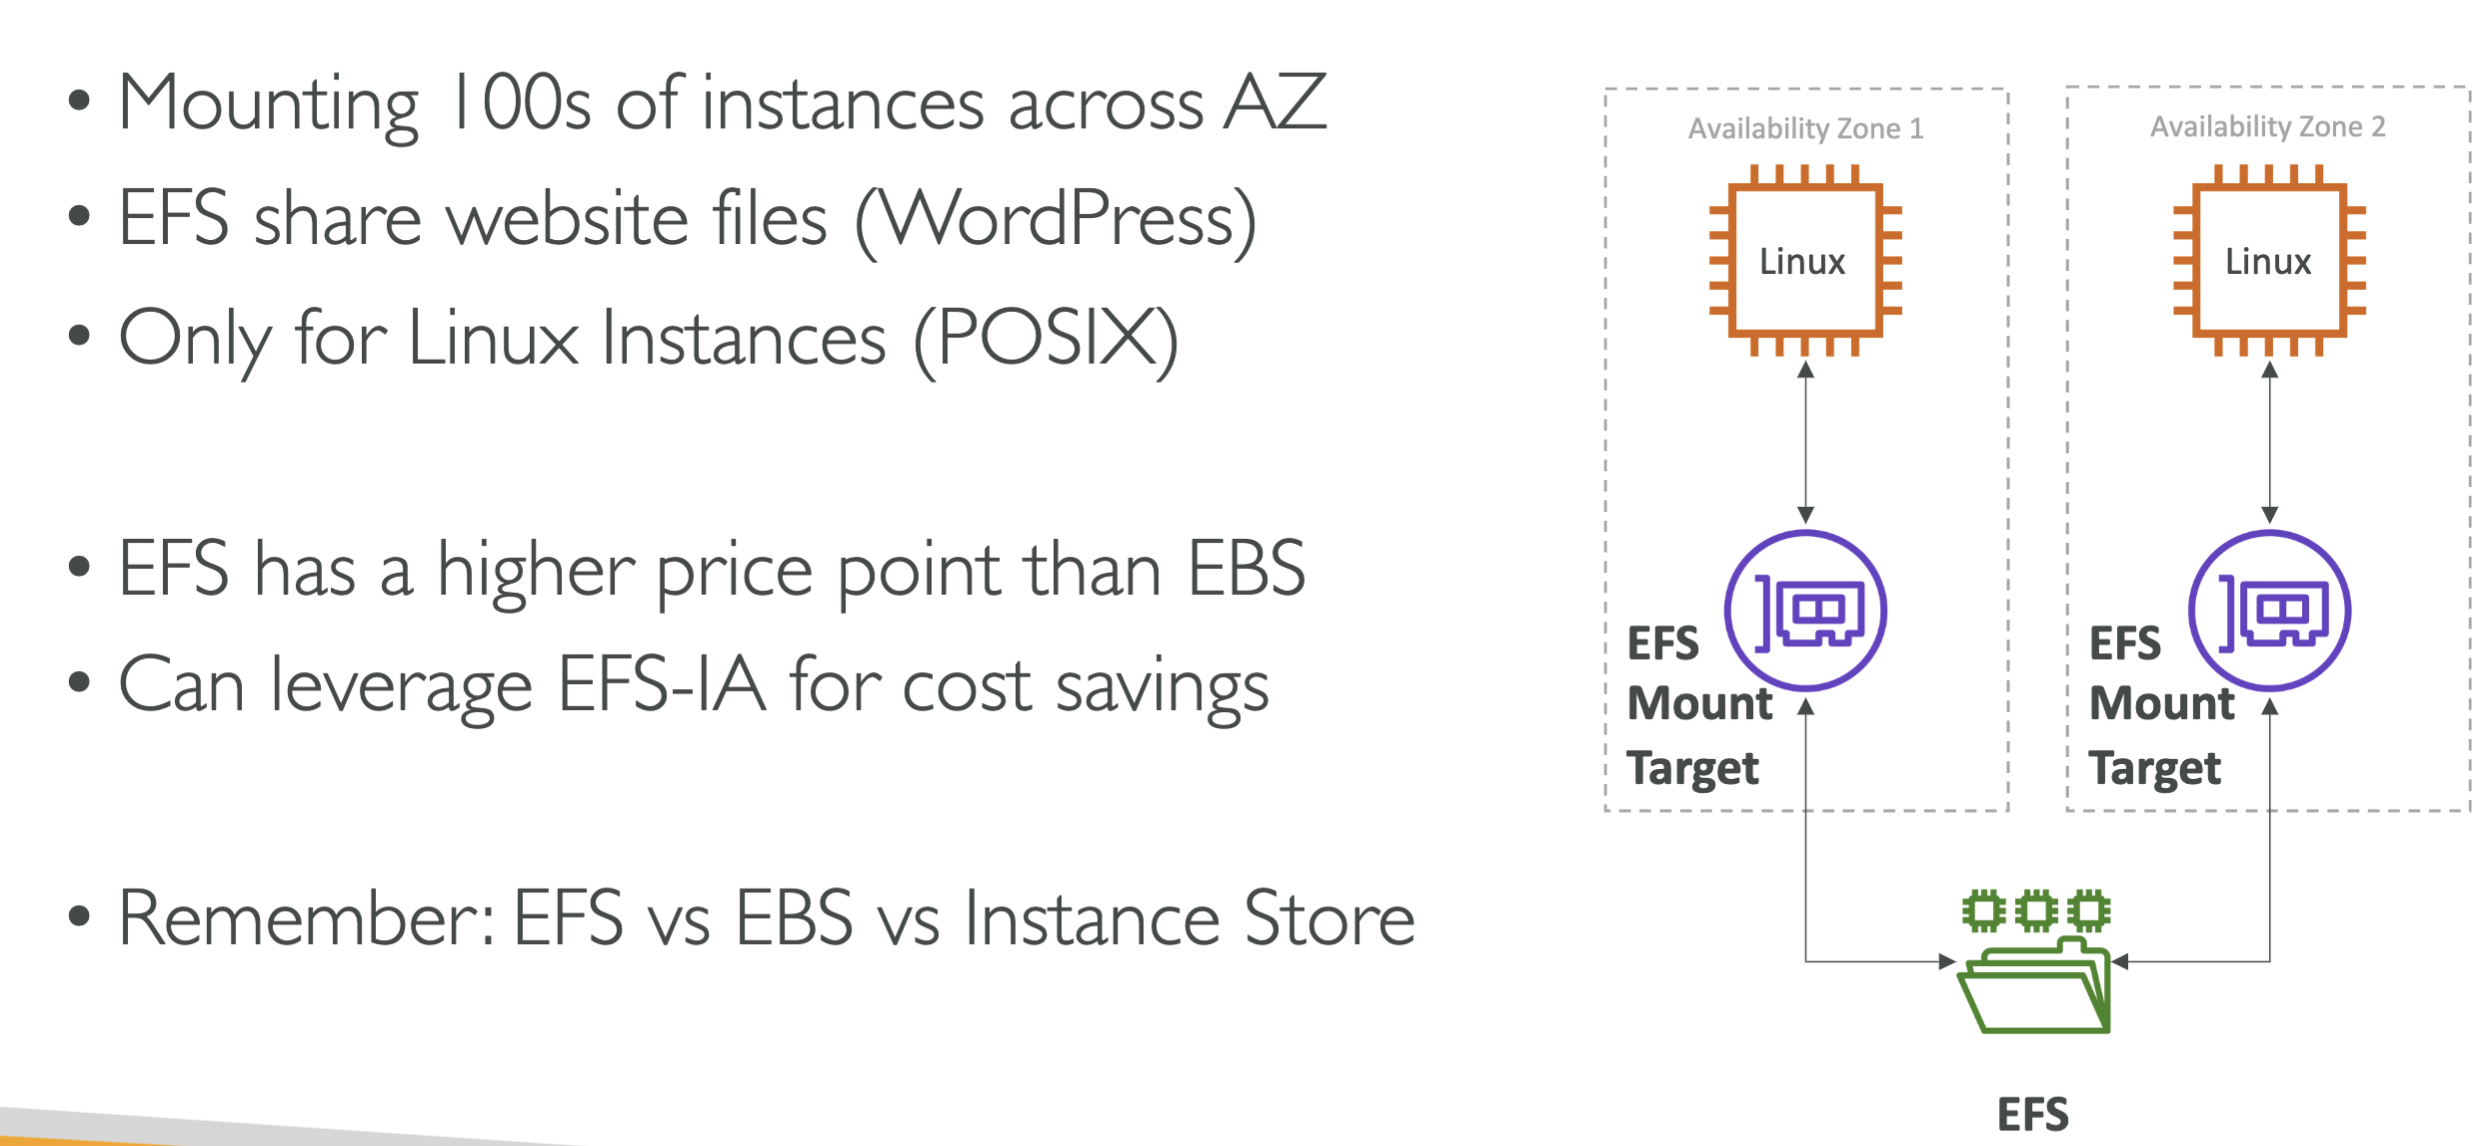 • Mounting 100s of instances across AZ
• EFS share website files (WordPress)
• Only for Linux Instances (POSIX)
• EFS has a higher price point than EBS
• Can leverage EFS-IA for cost savings
• Remember: EFS vs EBS vs Instance Store
Availability Zone 1
Linux
EFS
Mount
Target
Availability Zone 2
Linux
EFS
Mount
Target
EFS